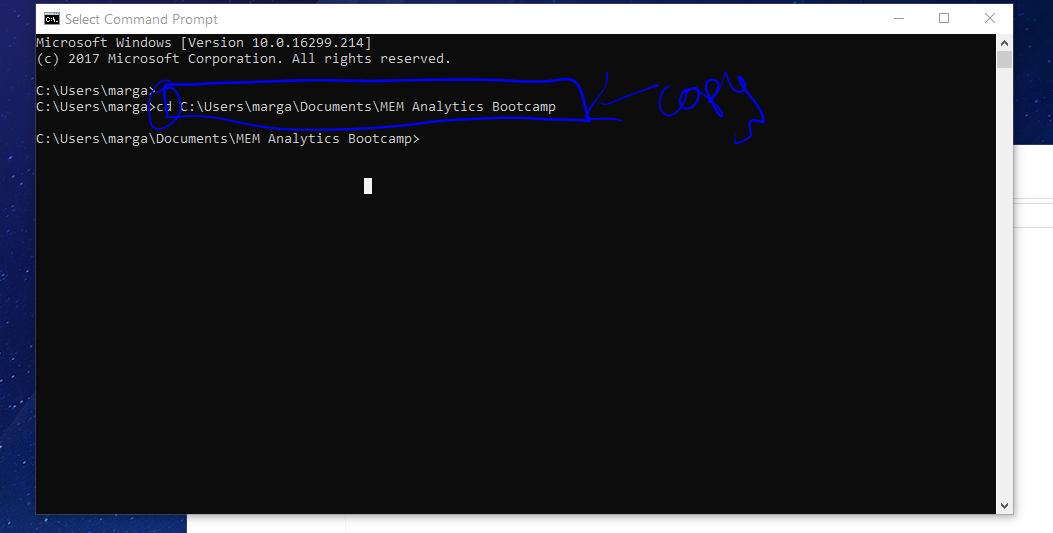 Select Command Prompt
Microsoft Windows [Version 10.0.16299.214]
(c) 2017 Microsoft Corporation. All rights reserved.
C:\Users\marga>
C:\Users\marga>cd C:\Users\marga\Documents\MEM Analytics Bootcamp
copy
C:\Users\marga\Documents\MEM Analytics Bootcamp>